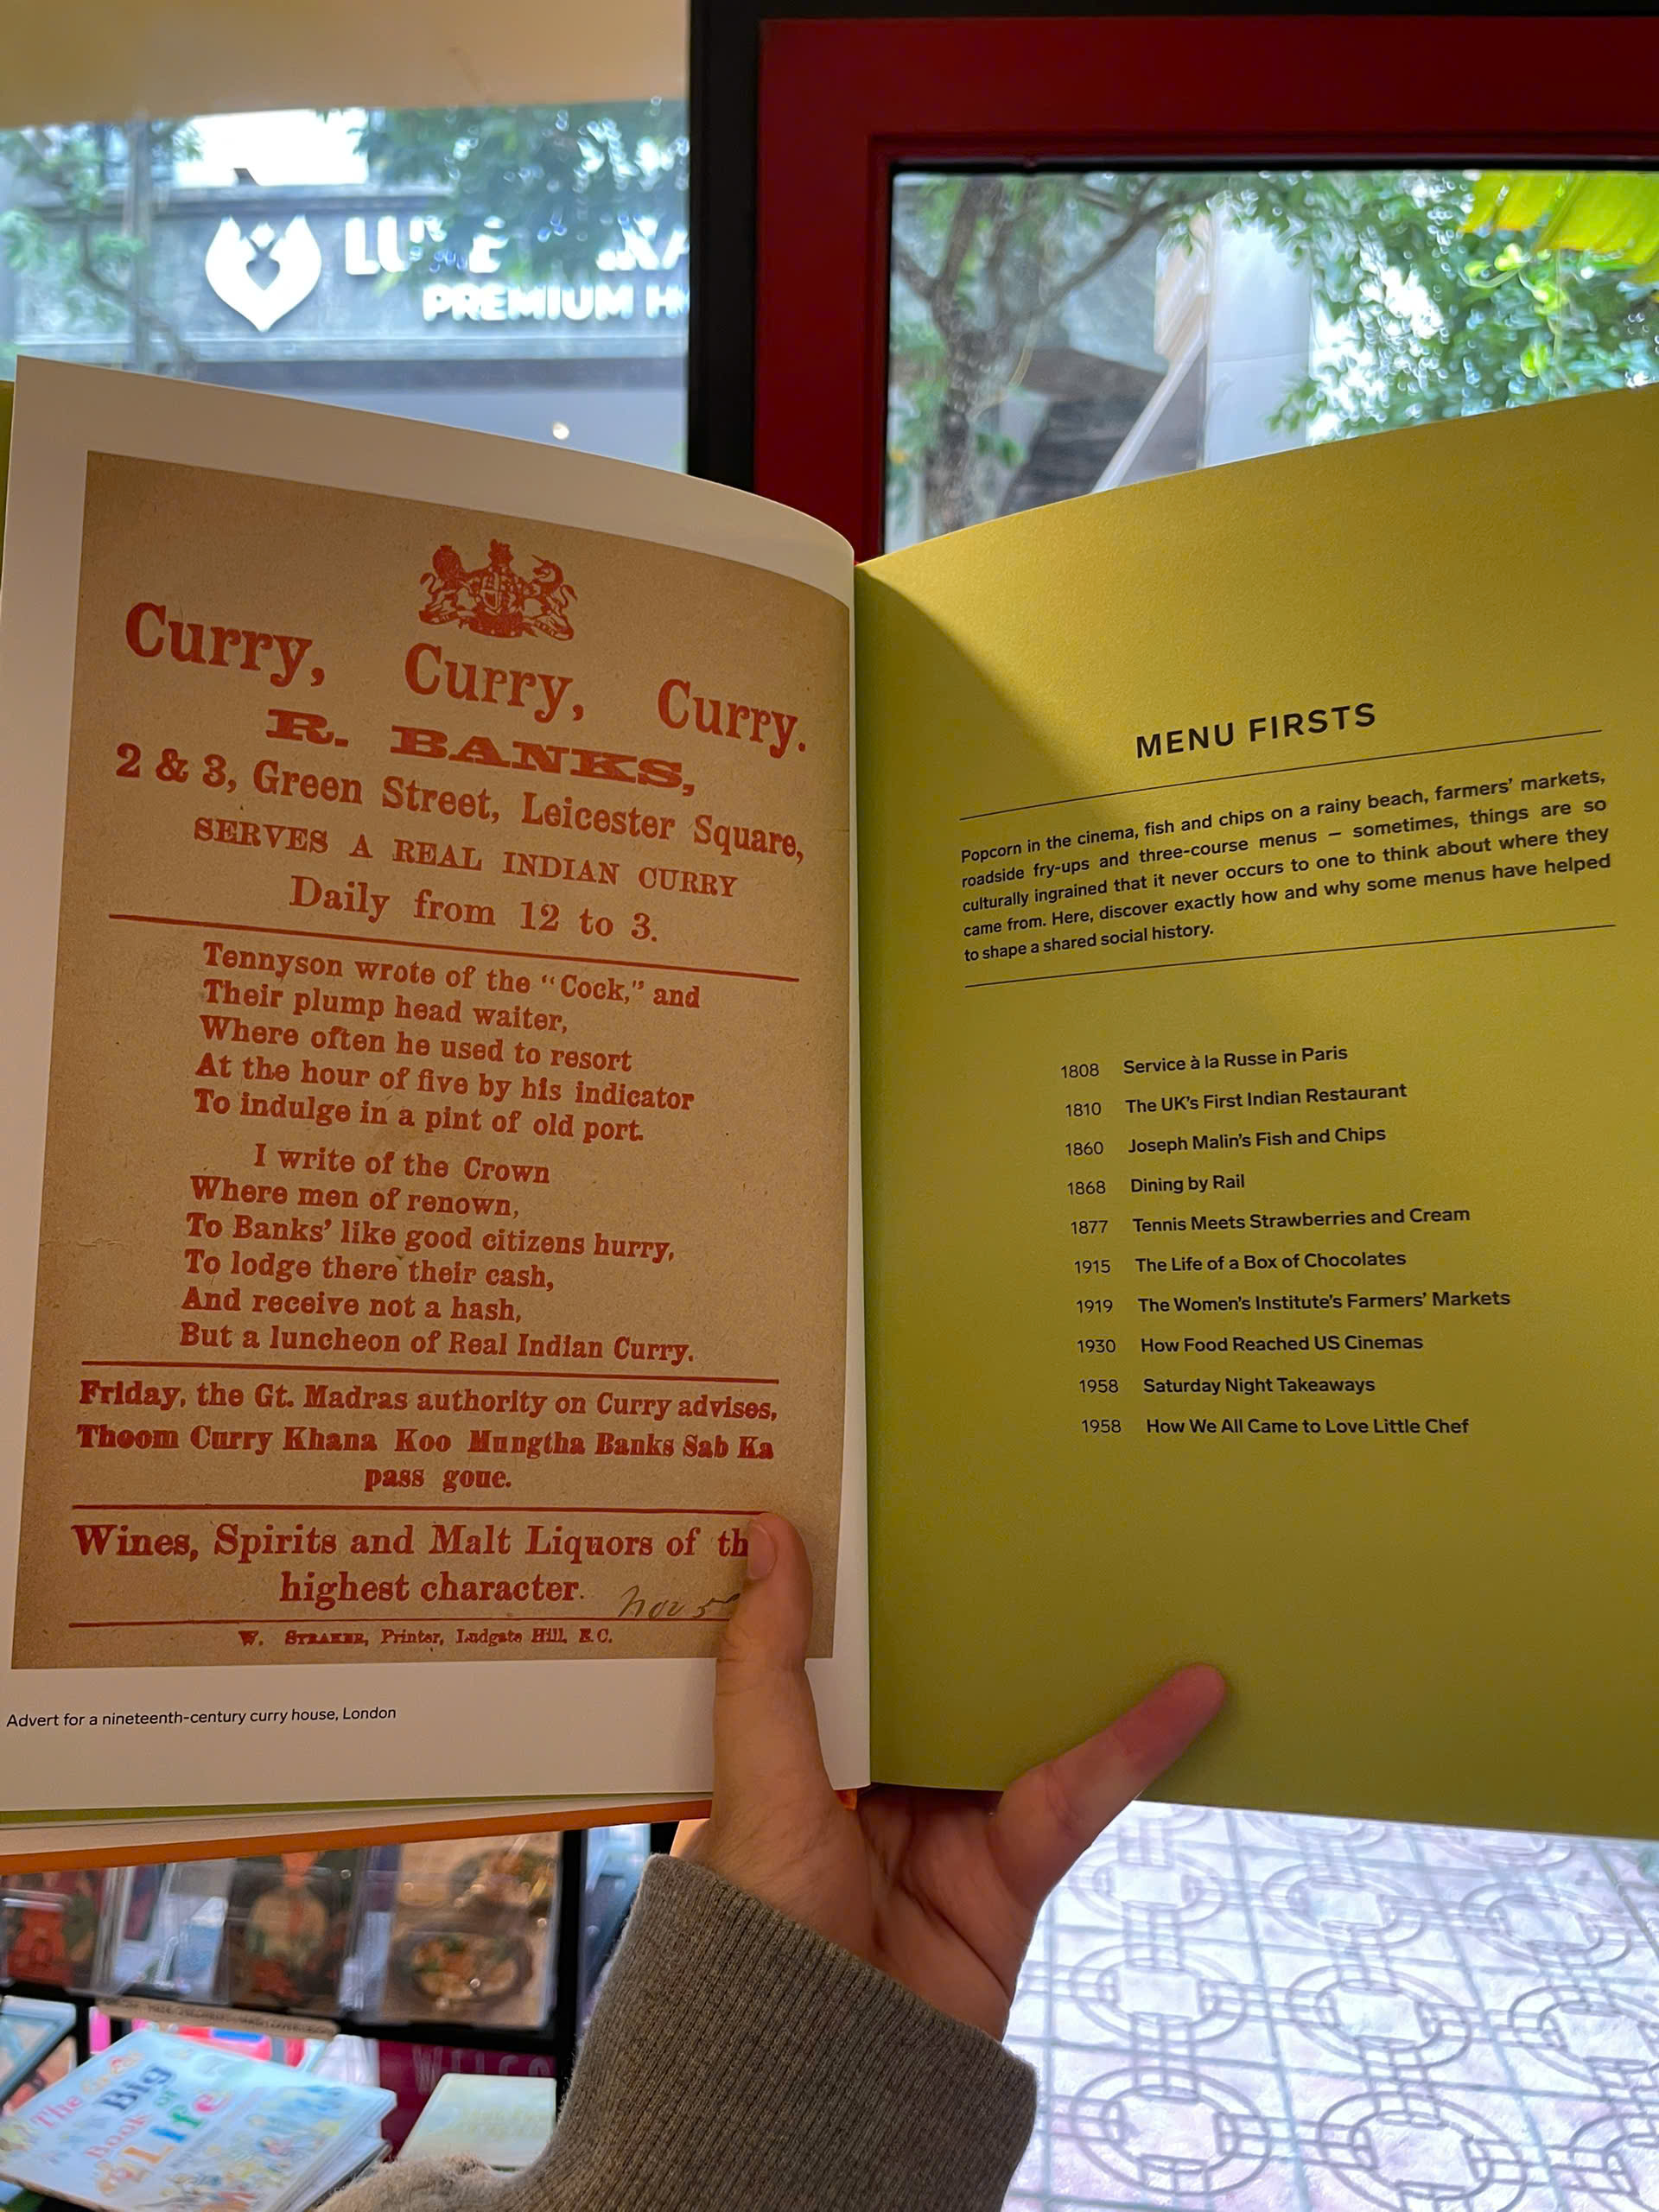 PREMIUM
Curry, Curry, Curry.
R. BANKS,
2 & 3, Green Street, Leicester Square,
SERVES A REAL INDIAN CURRY
Daily from 12 to 3.
Tennyson wrote of the “Cock,” and
Their plump head waiter,
Where often he used to resort
At the hour of five by his indicator
To indulge in a pint of old port.
I write of the Crown
Where men of renown,
To Banks’ like good citizens hurry,
To lodge there their cash,
And receive not a hash,
But a luncheon of Real Indian Curry.
Friday, the Gt. Madras authority on Curry advises,
Thoom Curry Khana Koo Mungtha Banks Sab Ka
pass goue.
Wines, Spirits and Malt Liquors of th
highest character.
Nov 5
W. STRAKER, Printer, Ludgate Hill, E.C.
Advert for a nineteenth-century curry house, London
MENU FIRSTS
Popcorn in the cinema, fish and chips on a rainy beach, farmers’ markets,
roadside fry-ups and three-course menus – sometimes, things are so
culturally ingrained that it never occurs to one to think about where they
came from. Here, discover exactly how and why some menus have helped
to shape a shared social history.
1808 Service à la Russe in Paris
1810 The UK’s First Indian Restaurant
1860 Joseph Malin’s Fish and Chips
1868 Dining by Rail
1877 Tennis Meets Strawberries and Cream
1915 The Life of a Box of Chocolates
1919 The Women’s Institute’s Farmers’ Markets
1930 How Food Reached US Cinemas
1958 Saturday Night Takeaways
1958 How We All Came to Love Little Chef
The
Big
Book of
Life